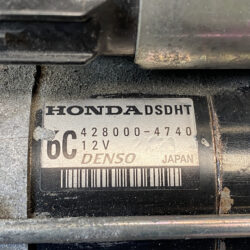 HONDA DSDHT
6C 428000-4740
12V
DENSO JAPAN